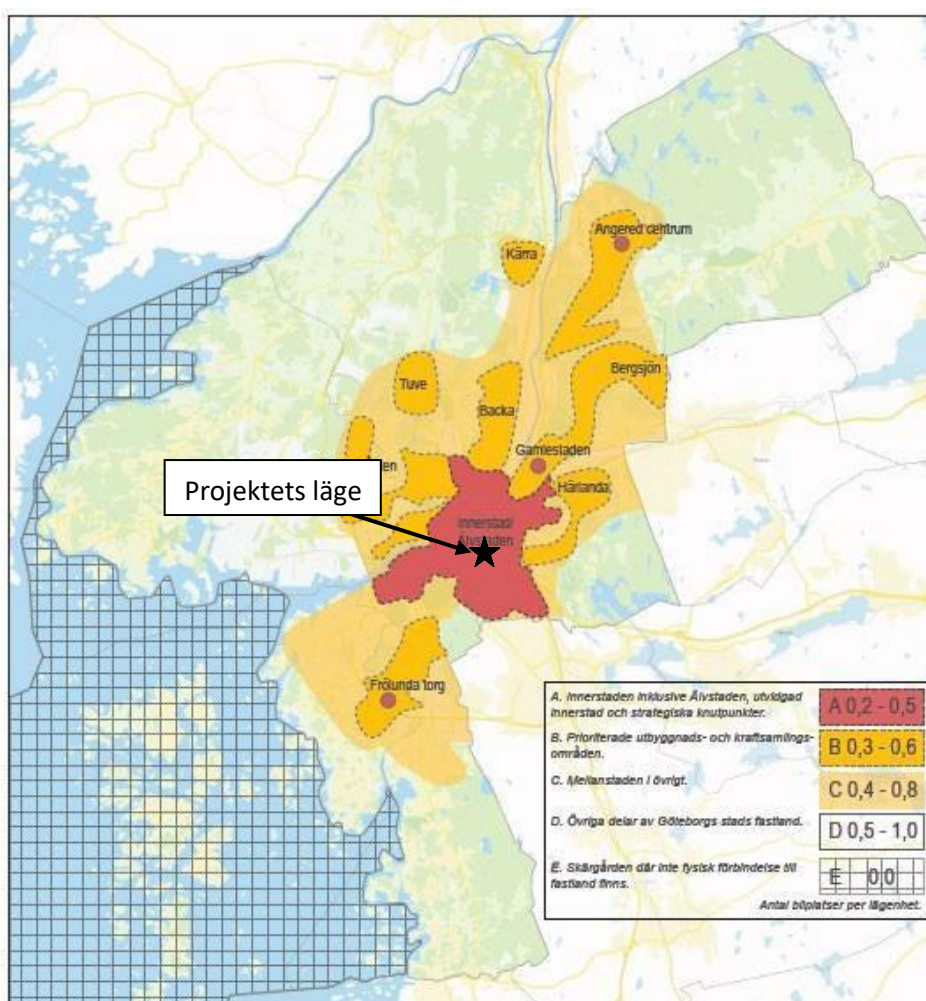 Angered centrum
Kärra
Bergsjön
Tuve
Backa
Gamlestaden
en
Härlanda
Projektets läge
Innerstad/
Älvstaden
Frölunda torg
A. Innerstaden inklusive Älvstaden, utvidgad
innerstad och strategiska knutpunkter.
A 0,2 - 0,5
B. Prioriterade utbyggnads- och kraftsamlings-
områden.
B 0,3 - 0,6
C. Mellanstaden i övrigt.
C 0,4 - 0,8
D. Övriga delar av Göteborgs stads fastland.
D 0,5 - 1,0
E. Skärgården där inte fysisk förbindelse till
fastland finns.
E 0 0
Antal bilplatser per lägenhet.